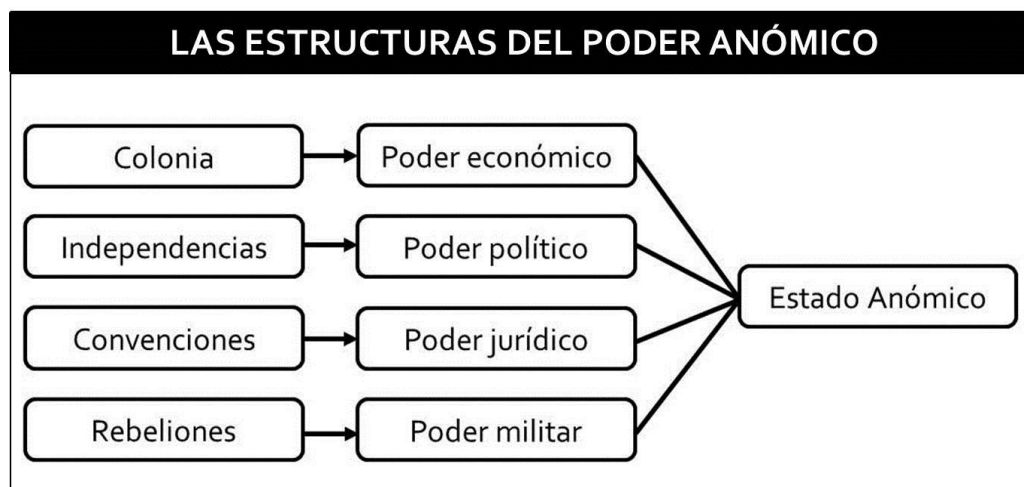 LAS ESTRUCTURAS DEL PODER ANÓMICO
Colonia
Poder económico
Independencias
Poder político
Estado Anómico
Convenciones
Poder jurídico
Rebeliones
Poder militar